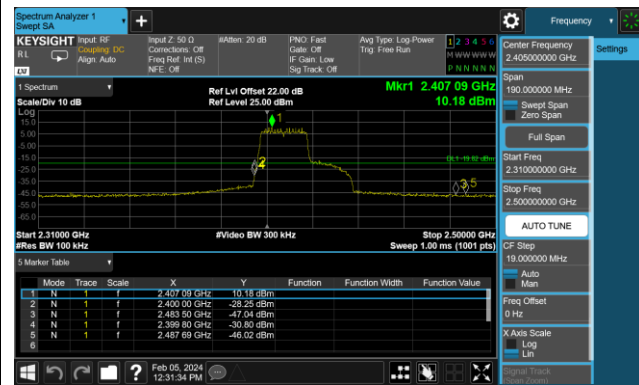 Spectrum Analyzer 1
Swept SA
Frequency
KEYSIGHT
Input: RF
Input Z: 50 Ω
#Atten: 20 dB
PNO: Fast
Avg Type: Log-Power
1 2 3 4 5 6
RL
Coupling: DC
Corrections: Off
Gate: Off
Trig: Free Run
M W W W W W
Align: Auto
Freq Ref: Int (S)
IF Gain: Low
P N N N N N
LXI
NFE: Off
Sig Track: Off
Center Frequency
2.405000000 GHz
Settings
1 Spectrum
Ref Lvl Offset 22.00 dB
Mkr1 2.407 09 GHz
Scale/Div 10 dB
Ref Level 25.00 dBm
10.18 dBm
Span
190.000000 MHz
Swept Span
Zero Span
Full Span
Log
15.0
5.00
-5.00
-15.0
-25.0
-35.0
-45.0
-55.0
-65.0
1
2
3
5
DL1 -19.82 dBm
Start Freq
2.310000000 GHz
Stop Freq
2.500000000 GHz
AUTO TUNE
Start 2.31000 GHz
#Video BW 300 kHz
Stop 2.50000 GHz
#Res BW 100 kHz
Sweep 1.00 ms (1001 pts)
CF Step
19.000000 MHz
Auto
Man
Freq Offset
0 Hz
X Axis Scale
Log
Lin
Signal Track
(Span Zoom)
5 Marker Table
Mode Trace Scale X Y Function Function Width Function Value
1 N 1 f 2.407 09 GHz 10.18 dBm
2 N 1 f 2.400 00 GHz -28.25 dBm
3 N 1 f 2.483 50 GHz -47.04 dBm
4 N 1 f 2.399 80 GHz -30.80 dBm
5 N 1 f 2.487 69 GHz -46.02 dBm
6
?
Feb 05, 2024
12:31:34 PM